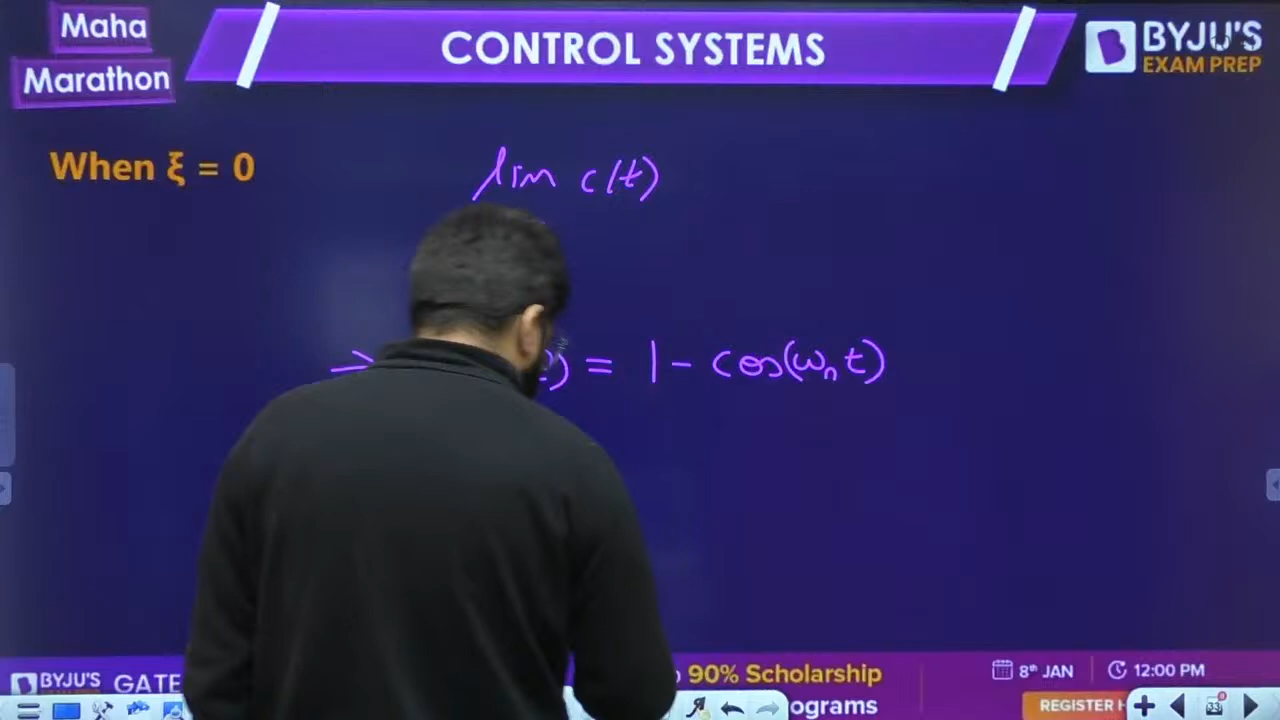 Maha
Marathon
CONTROL SYSTEMS
BYJU'S
EXAM PREP
When ξ = 0
lim c(t)
→ ) = 1 - cos(ωₙt)
BYJU'S
GATE
90% Scholarship
8th JAN
12:00 PM
REGISTER
33